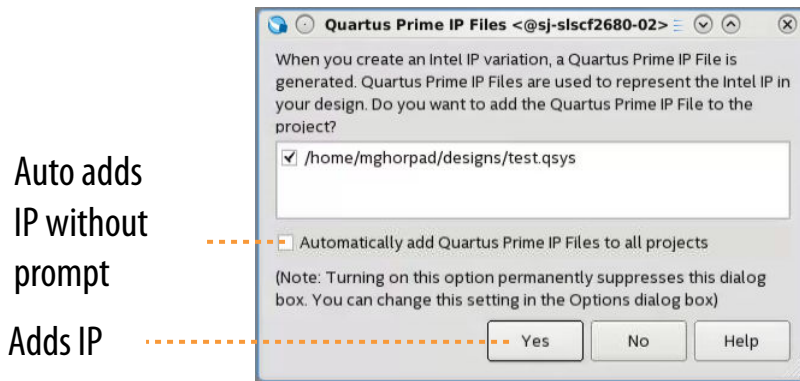 Quartus Prime IP Files <@sj-slscf2680-02>
When you create an Intel IP variation, a Quartus Prime IP File is
generated. Quartus Prime IP Files are used to represent the Intel IP in
your design. Do you want to add the Quartus Prime IP File to the
project?
/home/mghorpad/designs/test.qsys
Automatically add Quartus Prime IP Files to all projects
(Note: Turning on this option permanently suppresses this dialog
box. You can change this setting in the Options dialog box)
Yes No Help
Auto adds
IP without
prompt
Adds IP